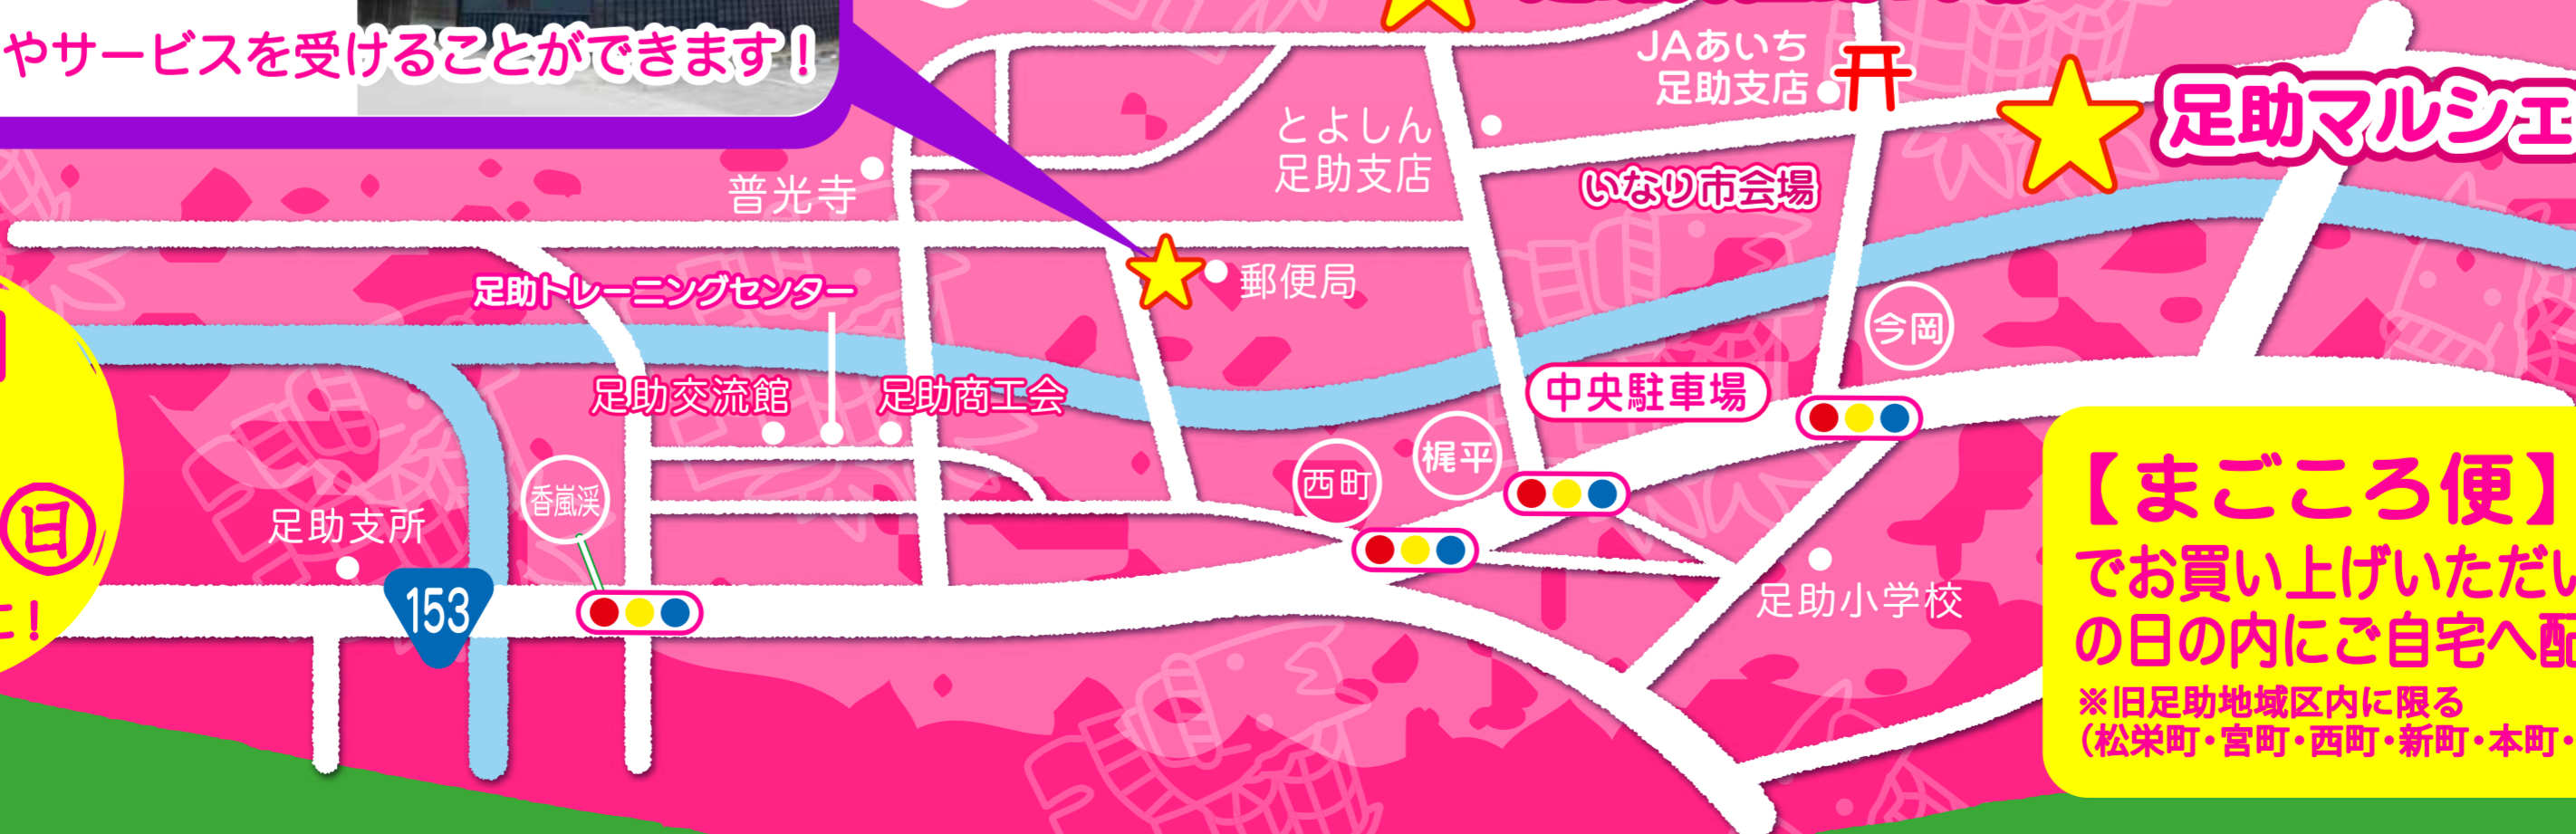 やサービスを受けることができます！
JAあいち
足助支店
とよしん
足助支店
足助マルシェ
いなり市会場
普光寺
足助トレーニングセンター
郵便局
今岡
足助交流館
足助商工会
中央駐車場
梶平
西町
香嵐渓
足助支所
日
153
足助小学校
【まごころ便】
でお買い上げいただい
の日の内にご自宅へ配
※旧足助地域区内に限る
（松栄町・宮町・西町・新町・本町・